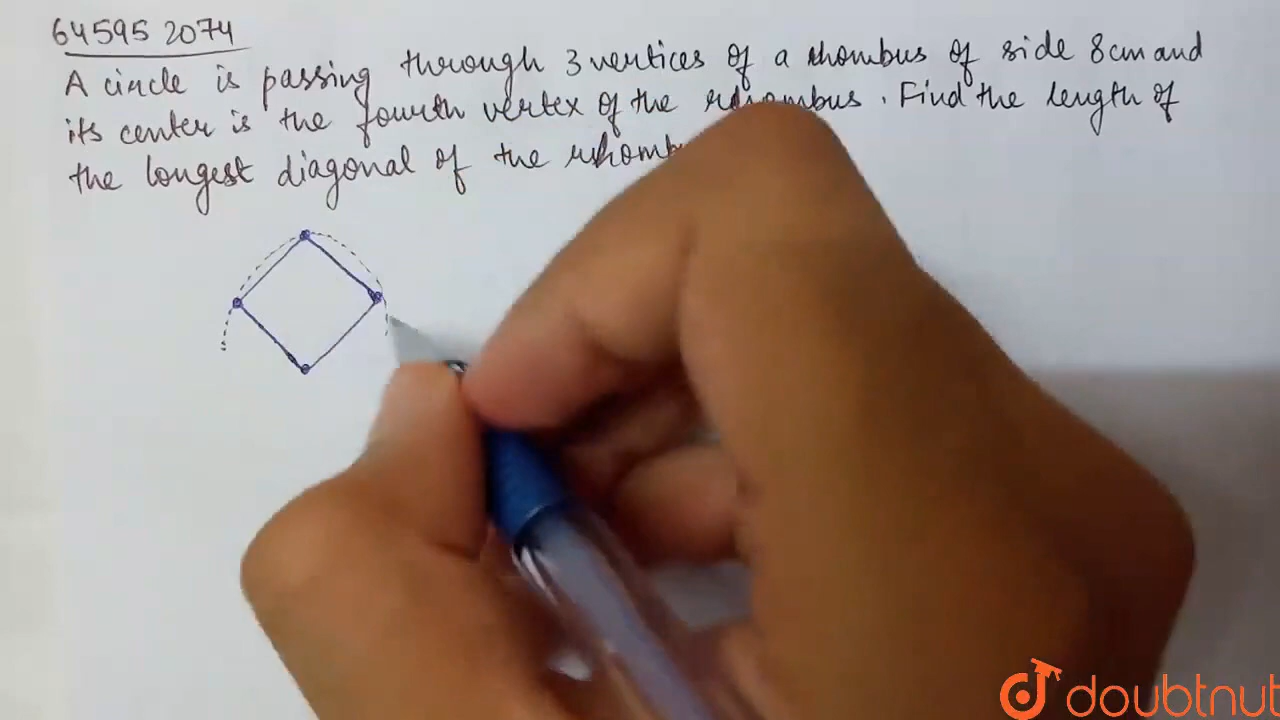 64595 2074
A circle is passing through 3 vertices of a rhombus of side 8cm and
its center is the fourth vertex of the rhombus. Find the length of
the longest diagonal of the
doubtnut